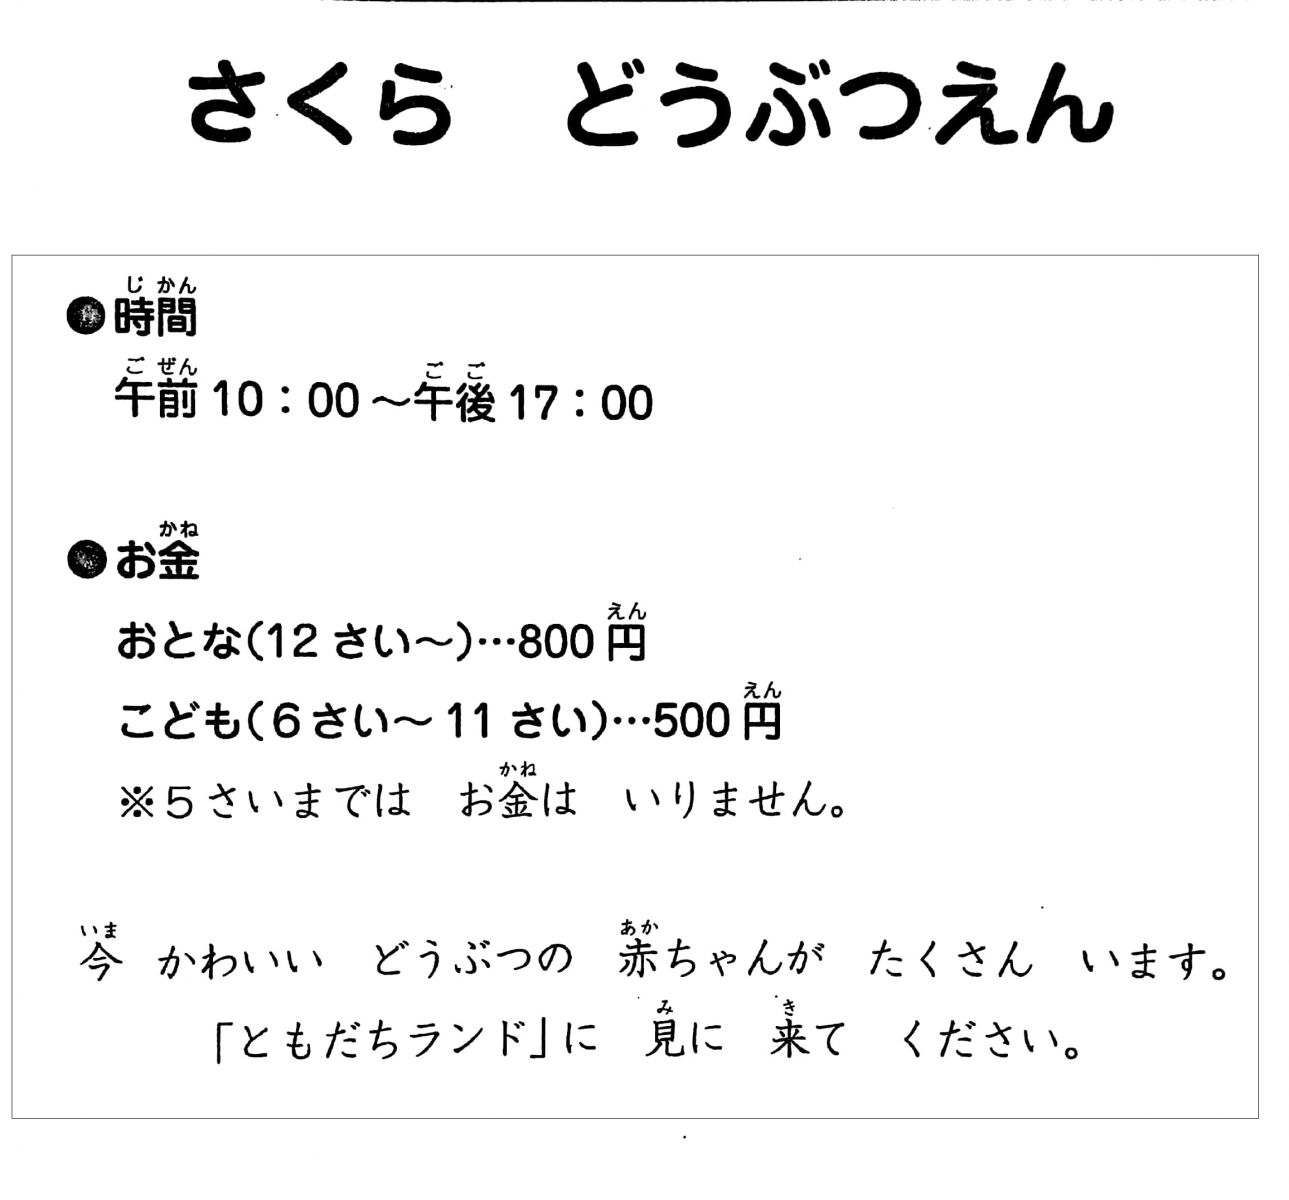 さくら　どうぶつえん
じかん
●時間
ごぜん　ごご
午前10：00～午後17：00
かね
●お金
えん
おとな(12さい～)…800円
えん
こども(6さい～11さい)…500円
かね
※5さいまでは　お金は　いりません。
いま　あか
今　かわいい　どうぶつの　赤ちゃんが　たくさん　います。
み　き
「ともだちランド」に　見に　来て　ください。